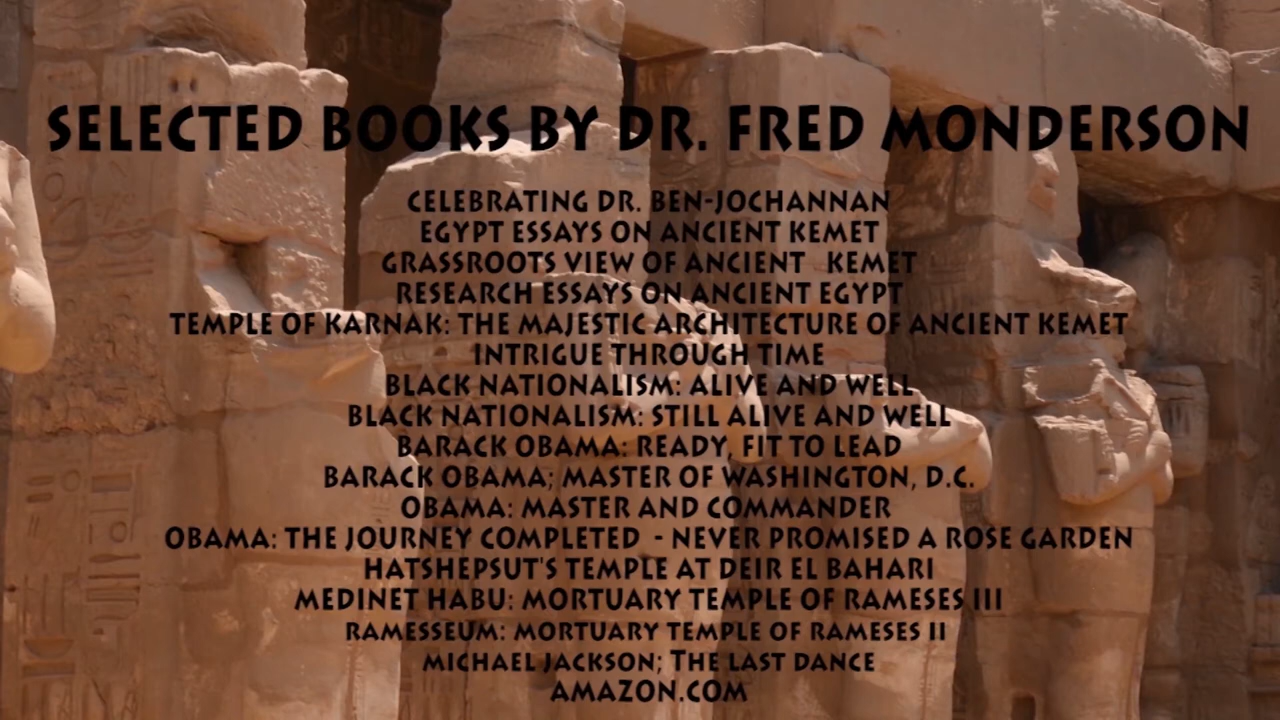 SELECTED BOOKS BY DR. FRED MONDERSON
CELEBRATING DR. BEN-JOCHANNAN
EGYPT ESSAYS ON ANCIENT KEMET
GRASSROOTS VIEW OF ANCIENT KEMET
RESEARCH ESSAYS ON ANCIENT EGYPT
TEMPLE OF KARNAK: THE MAJESTIC ARCHITECTURE OF ANCIENT KEMET
INTRIGUE THROUGH TIME
BLACK NATIONALISM: ALIVE AND WELL
BLACK NATIONALISM: STILL ALIVE AND WELL
BARACK OBAMA: READY, FIT TO LEAD
BARACK OBAMA; MASTER OF WASHINGTON, D.C.
OBAMA: MASTER AND COMMANDER
OBAMA: THE JOURNEY COMPLETED - NEVER PROMISED A ROSE GARDEN
HATSHEPSUT'S TEMPLE AT DEIR EL BAHARI
MEDINET HABU: MORTUARY TEMPLE OF RAMESES III
RAMESSEUM: MORTUARY TEMPLE OF RAMESES II
MICHAEL JACKSON; THE LAST DANCE
AMAZON.COM